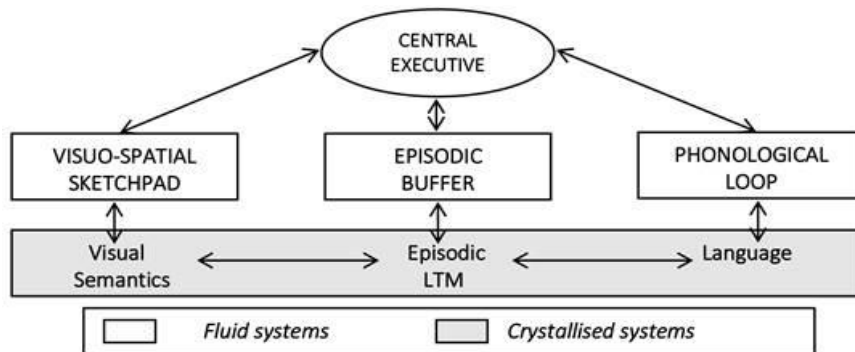 CENTRAL
EXECUTIVE
VISUO-SPATIAL
SKETCHPAD
EPISODIC
BUFFER
PHONOLOGICAL
LOOP
Visual
Semantics
Episodic
LTM
Language
Fluid systems
Crystallised systems